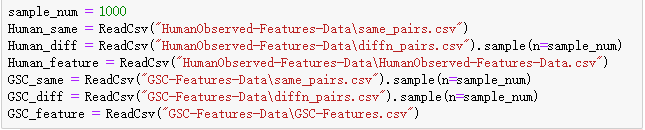 sample_num = 1000
Human_same = ReadCsv("HumanObserved-Features-Data\same_pairs.csv")
Human_diff = ReadCsv("HumanObserved-Features-Data\diffn_pairs.csv").sample(n=sample_num)
Human_feature = ReadCsv("HumanObserved-Features-Data\HumanObserved-Features-Data.csv")
GSC_same = ReadCsv("GSC-Features-Data\same_pairs.csv").sample(n=sample_num)
GSC_diff = ReadCsv("GSC-Features-Data\diffn_pairs.csv").sample(n=sample_num)
GSC_feature = ReadCsv("GSC-Features-Data\GSC-Features.csv")